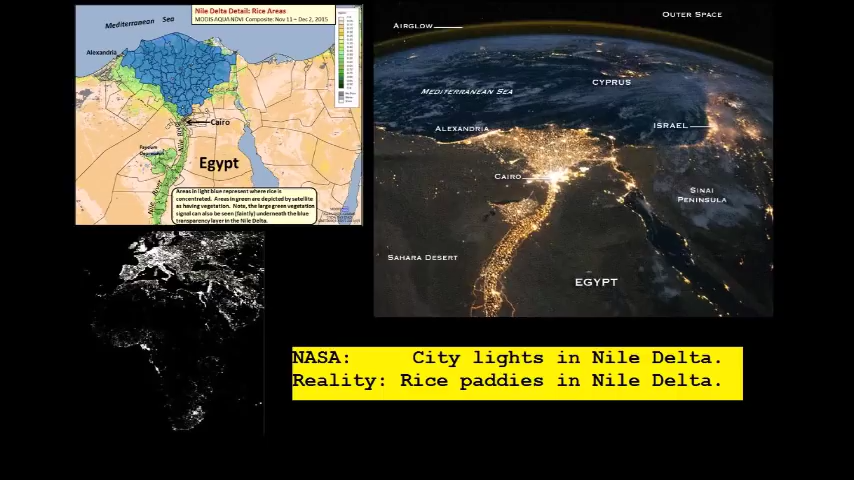 Nile Delta Detail: Rice Areas
MODIS AQUA NDVI Composite: Nov 11 – Dec 2, 2015
Mediterranean Sea
Alexandria
Cairo
Nile River
Fayoum
Depression
Egypt
Areas in light blue represent where rice is
concentrated. Areas in green are depicted by satellite
as having vegetation. Note, the large green vegetation
signal can also be seen (faintly) underneath the blue
transparency layer in the Nile Delta.
OUTER SPACE
AIRGLOW
CYPRUS
MEDITERRANEAN SEA
ALEXANDRIA
ISRAEL
CAIRO
SINAI
PENINSULA
SAHARA DESERT
EGYPT
NASA: City lights in Nile Delta.
Reality: Rice paddies in Nile Delta.